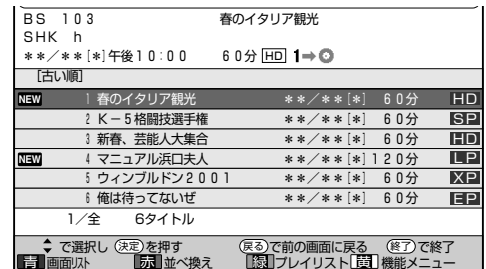 BS 103 春のイタリア観光
SHK h
**/**[*]午後10:00 60分 HD 1➡
[古い順]
NEW 1 春のイタリア観光 **/**[*] 60分 HD
2 K-5格闘技選手権 **/**[*] 60分 SP
3 新春、芸能人大集合 **/**[*] 60分 HD
NEW 4 マニュアル浜口夫人 **/**[*] 120分 LP
5 ウィンブルドン2001 **/**[*] 60分 XP
6 俺は待ってないぜ **/**[*] 60分 EP
1/全 6タイトル
で選択し 決定を押す 戻るで前の画面に戻る 終了で終了
青 画面リスト 赤 並べ換え 緑 プレイリスト 黄 機能メニュー